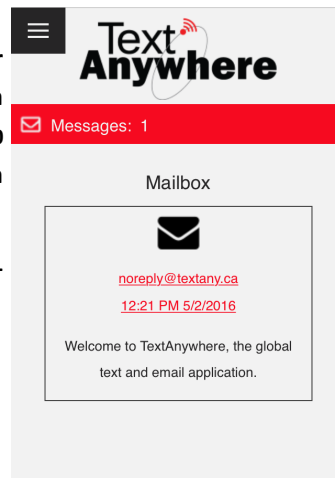 Text
Anywhere
Messages: 1
Mailbox
noreply@textany.ca
12:21 PM 5/2/2016
Welcome to TextAnywhere, the global
text and email application.